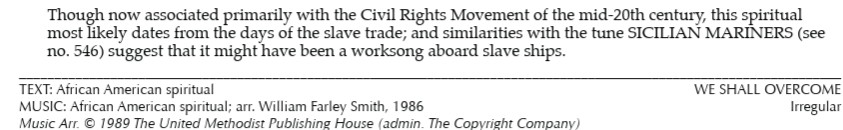 Though now associated primarily with the Civil Rights Movement of the mid-20th century, this spiritual
most likely dates from the days of the slave trade; and similarities with the tune SICILIAN MARINERS (see
no. 546) suggest that it might have been a worksong aboard slave ships.
TEXT: African American spiritual WE SHALL OVERCOME
MUSIC: African American spiritual; arr. William Farley Smith, 1986 Irregular
Music Arr. © 1989 The United Methodist Publishing House (admin. The Copyright Company)